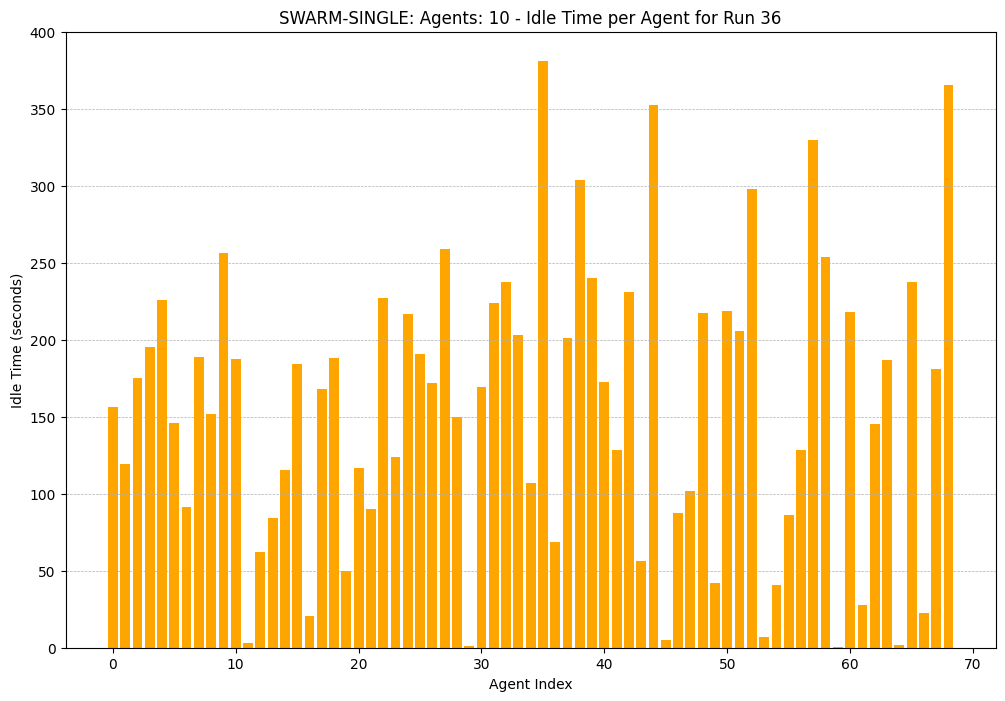 SWARM-SINGLE: Agents: 10 - Idle Time per Agent for Run 36
400
350
300
250
200
150
100
50
0
Idle Time (seconds)
0 10 20 30 40 50 60 70
Agent Index